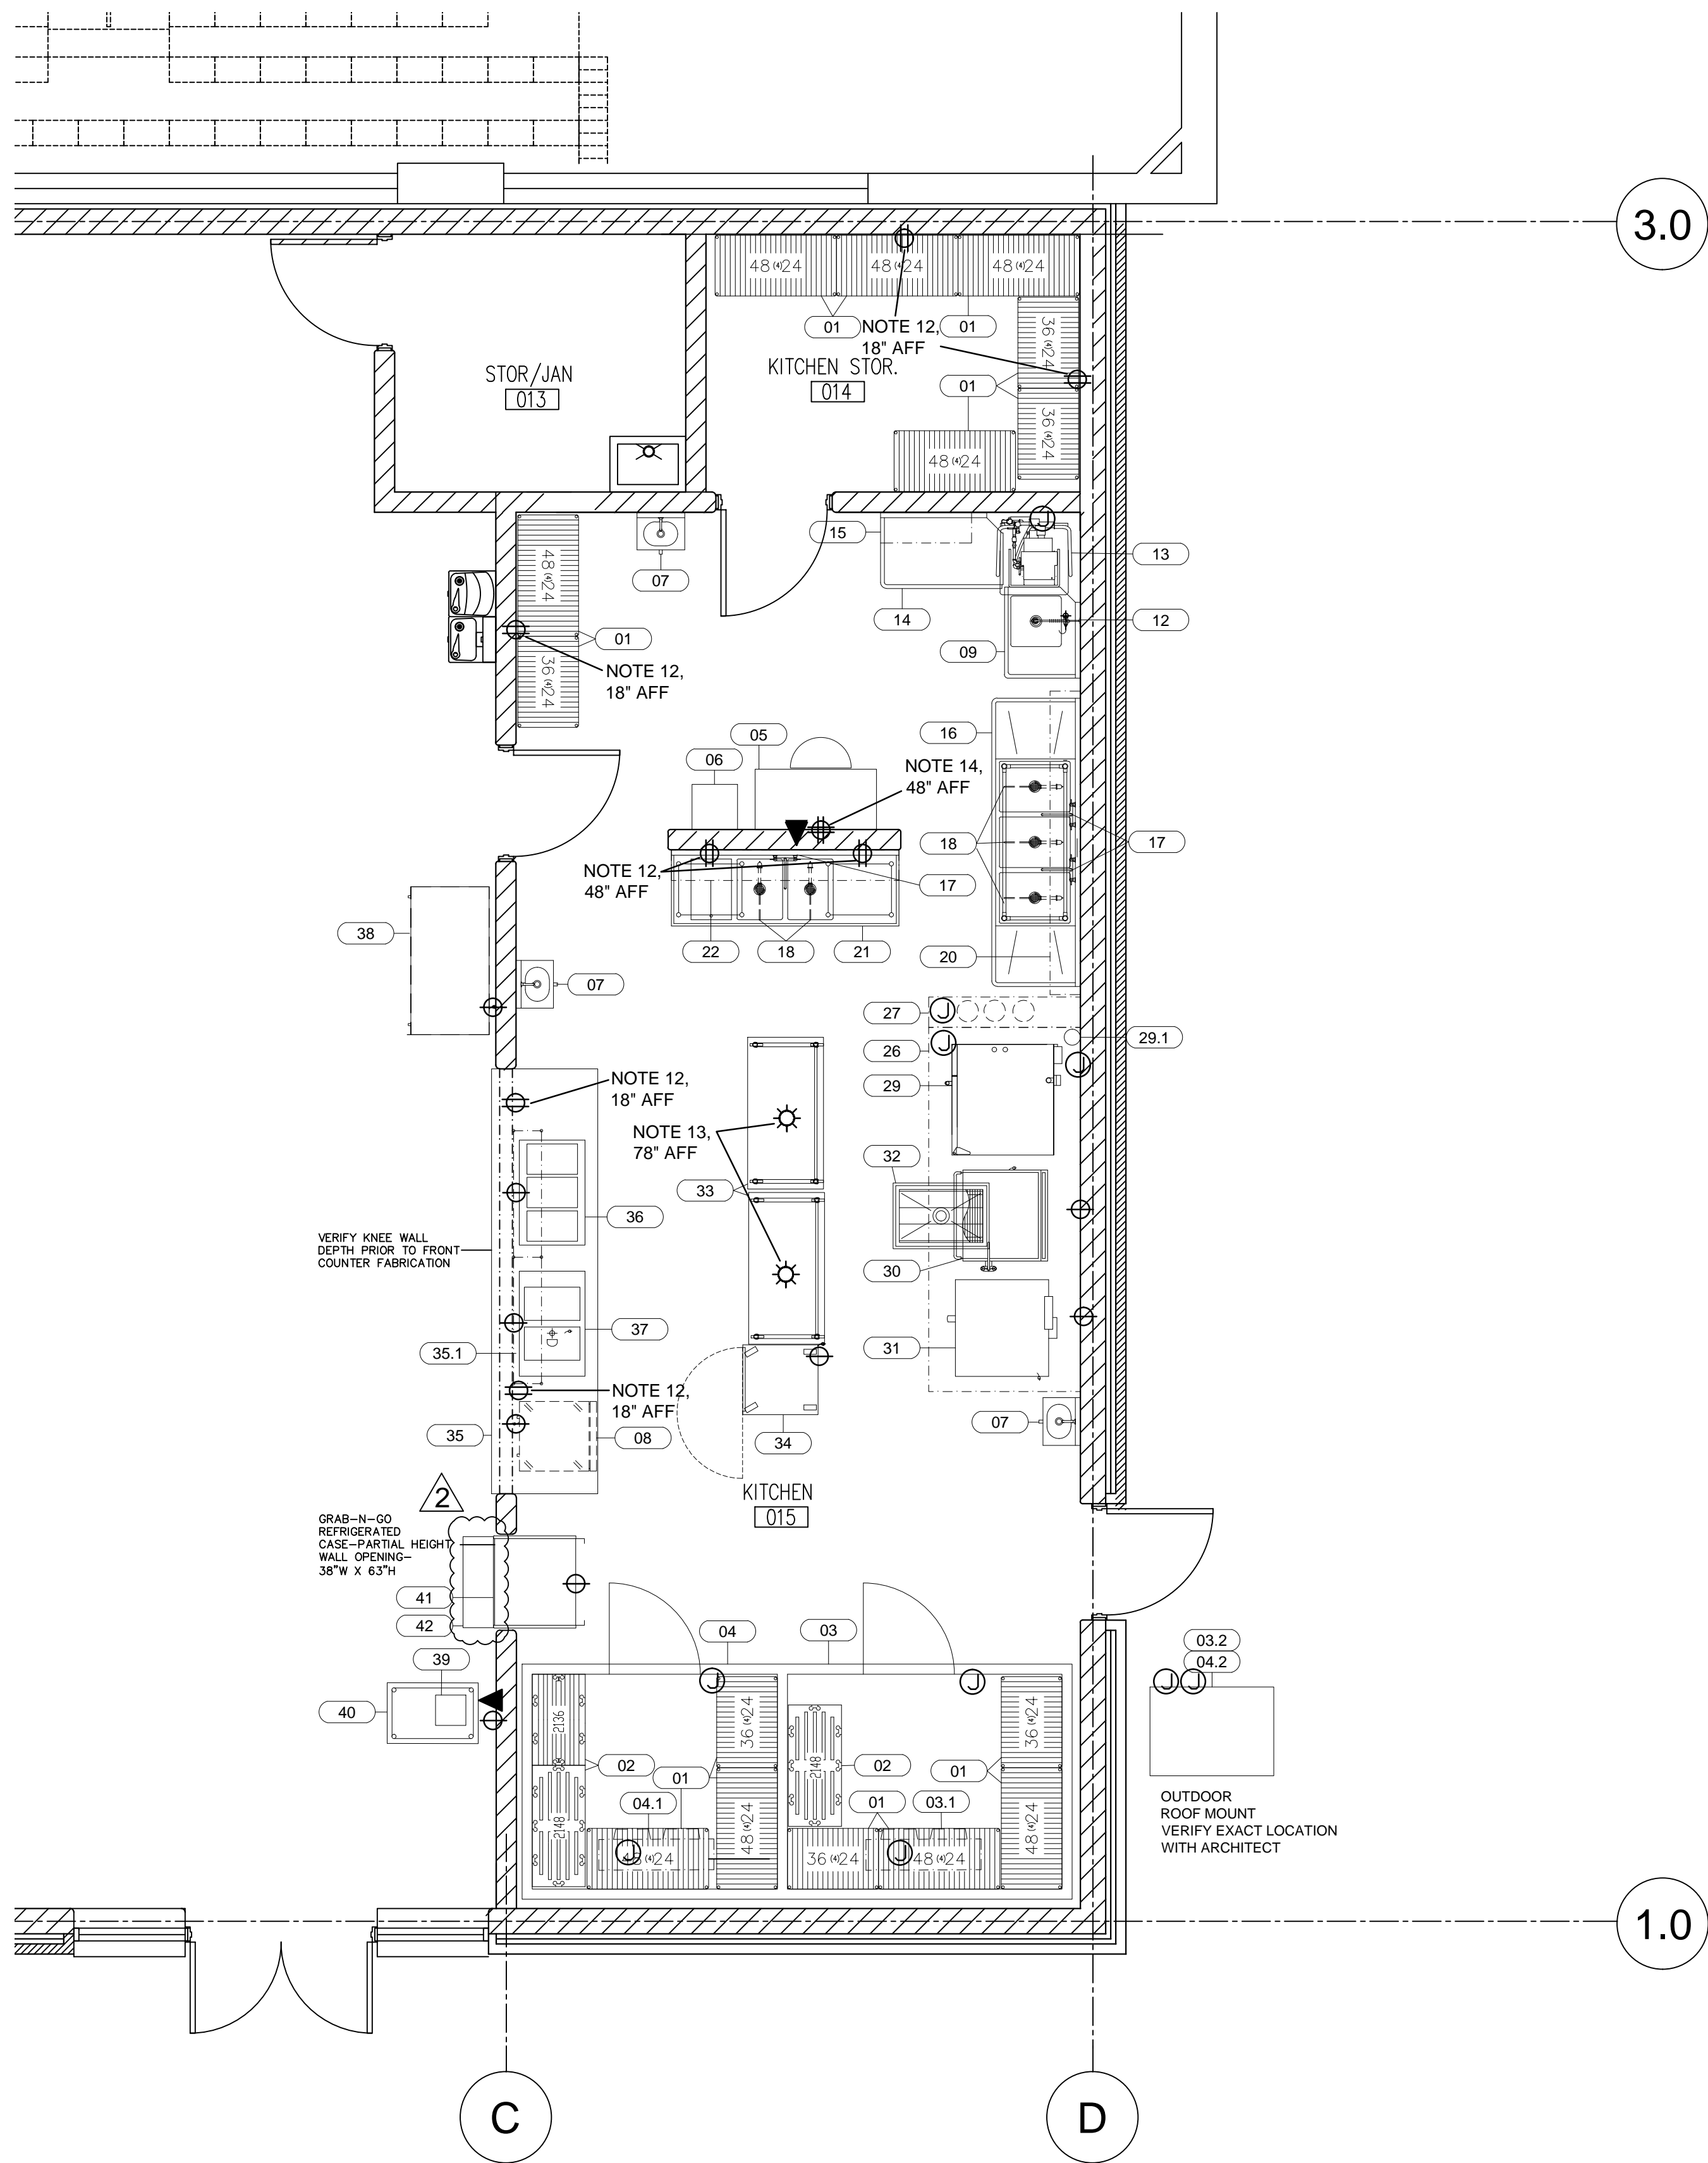 3.0
48 (4) 24
48 (4) 24
48 (4) 24
01
NOTE 12,
18" AFF
01
36 (4) 24
STOR/JAN
013
KITCHEN STOR.
014
01
36 (4) 24
48 (4) 24
J
15
13
48 (4) 24
07
14
12
01
09
36 (4) 24
NOTE 12,
18" AFF
05
16
06
NOTE 14,
48" AFF
18
17
NOTE 12,
48" AFF
17
38
22
18
21
20
07
27
J
29.1
26
J
J
29
NOTE 12,
18" AFF
NOTE 13,
78" AFF
32
33
36
VERIFY KNEE WALL
DEPTH PRIOR TO FRONT
COUNTER FABRICATION
30
37
35.1
31
NOTE 12,
18" AFF
07
35
08
34
2
KITCHEN
015
GRAB-N-GO
REFRIGERATED
CASE-PARTIAL HEIGHT
WALL OPENING-
38"W X 63"H
41
42
04
03
03.2
04.2
39
J
J
J
J
40
2136
36 (4) 24
36 (4) 24
2148
02
01
02
01
04.1
01
03.1
2148
48 (4) 24
48 (4) 24
J
48 (4) 24
36 (4) 24
J
48 (4) 24
OUTDOOR
ROOF MOUNT
VERIFY EXACT LOCATION
WITH ARCHITECT
1.0
C
D